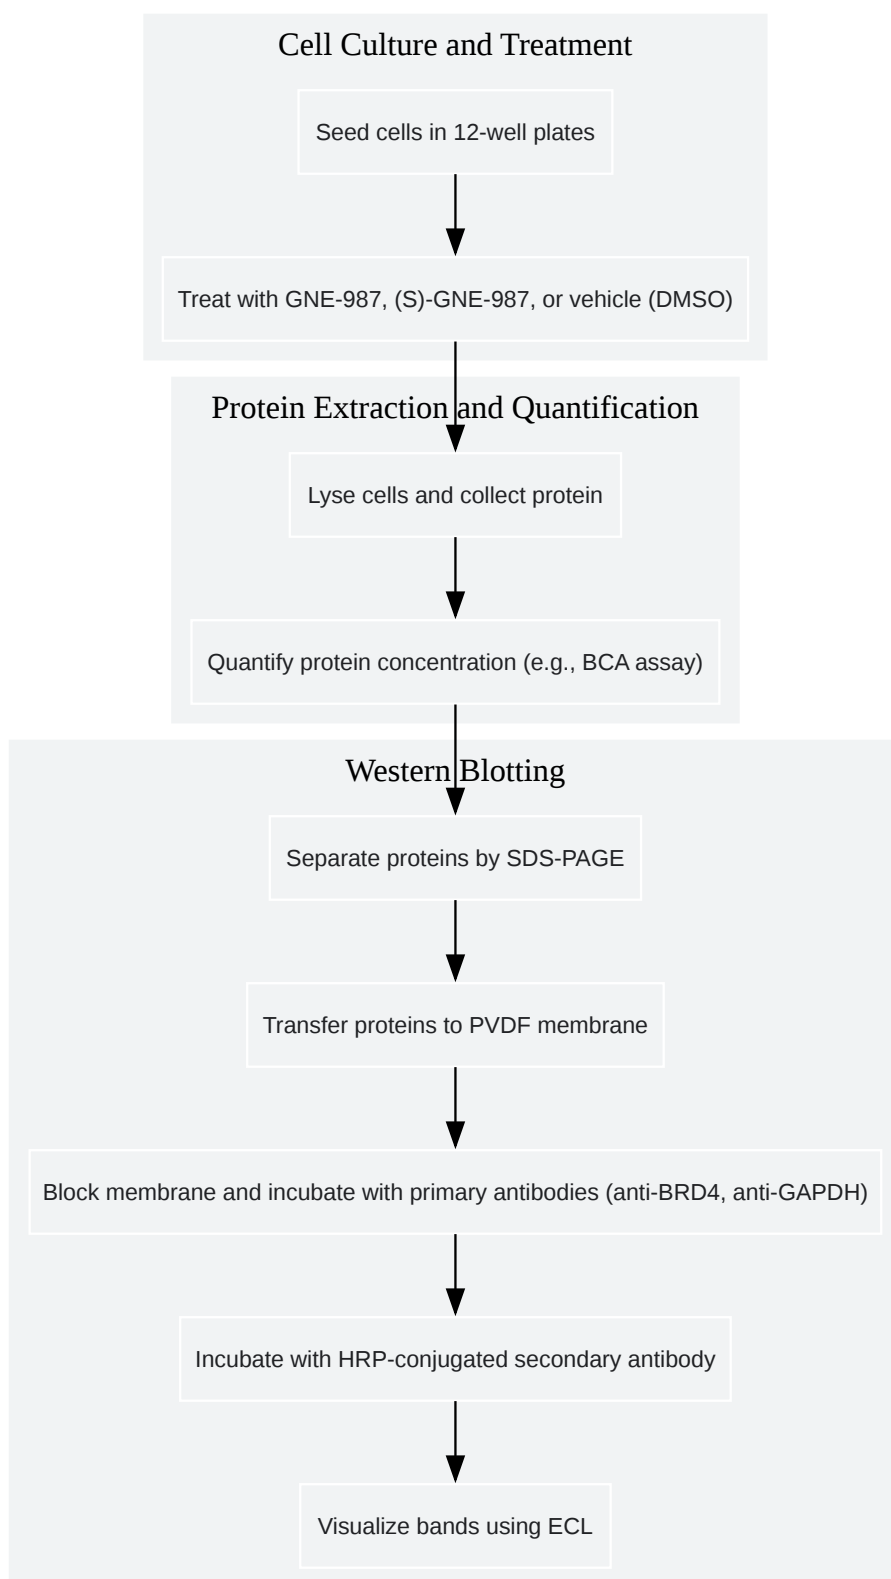 Cell Culture and Treatment
Seed cells in 12-well plates
Treat with GNE-987, (S)-GNE-987, or vehicle (DMSO)
Protein Extraction and Quantification
Lyse cells and collect protein
Quantify protein concentration (e.g., BCA assay)
Western Blotting
Separate proteins by SDS-PAGE
Transfer proteins to PVDF membrane
Block membrane and incubate with primary antibodies (anti-BRD4, anti-GAPDH)
Incubate with HRP-conjugated secondary antibody
Visualize bands using ECL